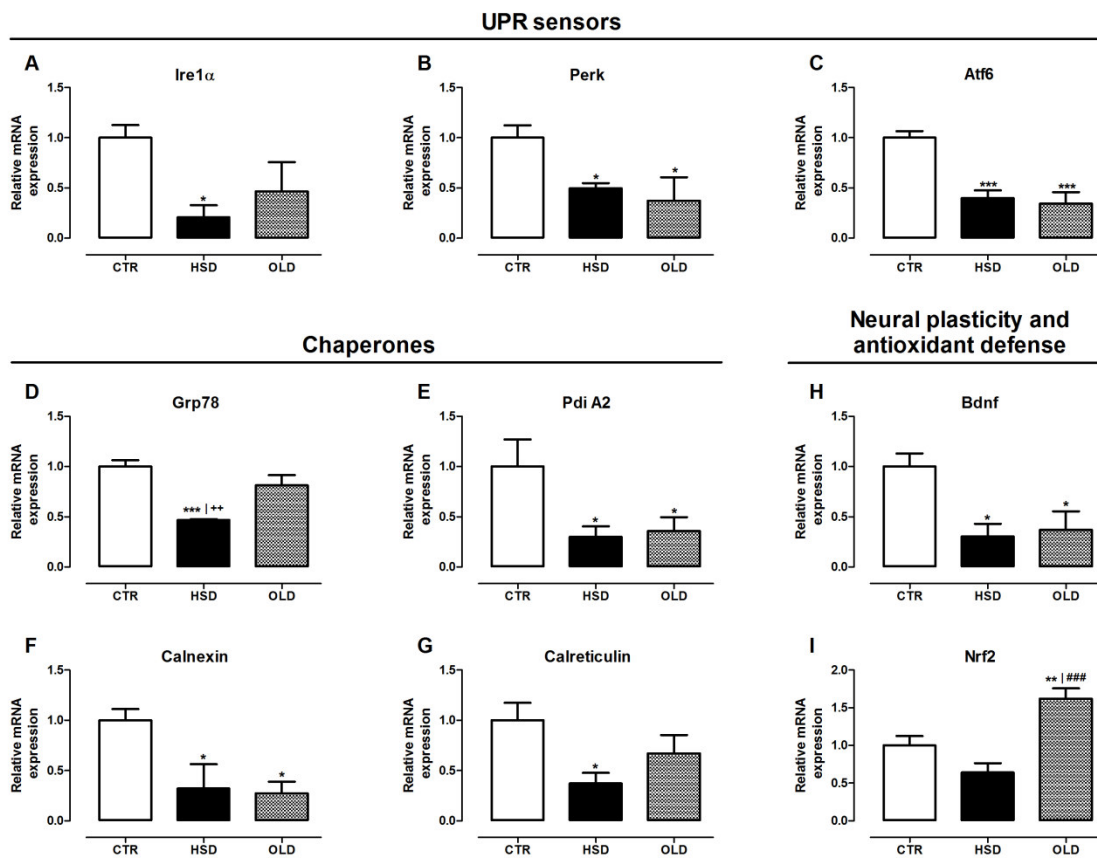 UPR sensors
A
Ire1α
Relative mRNA
expression
1.5
1.0
0.5
0.0
*
CTR HSD OLD
B
Perk
Relative mRNA
expression
1.5
1.0
0.5
0.0
* *
CTR HSD OLD
C
Atf6
Relative mRNA
expression
1.5
1.0
0.5
0.0
*** ***
CTR HSD OLD
Chaperones
Neural plasticity and
antioxidant defense
D
Grp78
Relative mRNA
expression
1.5
1.0
0.5
0.0
*** | ++
CTR HSD OLD
E
Pdi A2
Relative mRNA
expression
1.5
1.0
0.5
0.0
* *
CTR HSD OLD
H
Bdnf
Relative mRNA
expression
1.5
1.0
0.5
0.0
* *
CTR HSD OLD
F
Calnexin
Relative mRNA
expression
1.5
1.0
0.5
0.0
* *
CTR HSD OLD
G
Calreticulin
Relative mRNA
expression
1.5
1.0
0.5
0.0
*
CTR HSD OLD
I
Nrf2
Relative mRNA
expression
2.0
1.5
1.0
0.5
0.0
** | ###
CTR HSD OLD